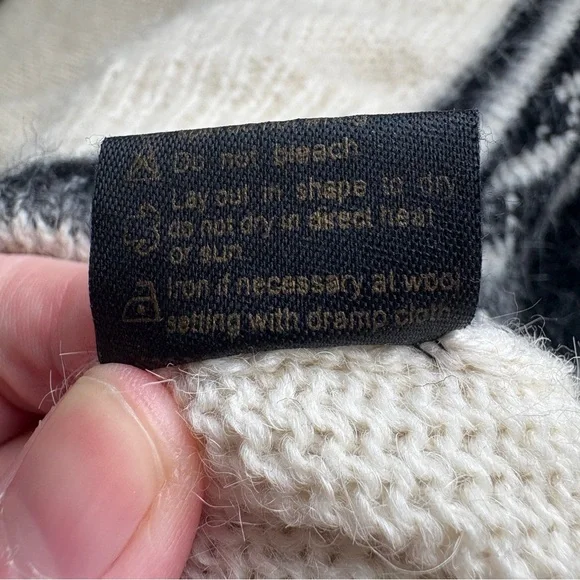 Do not bleach
Lay out in shape to dry
do not dry in direct heat
or sun
Iron if necessary at wool
setting with dramp cloth